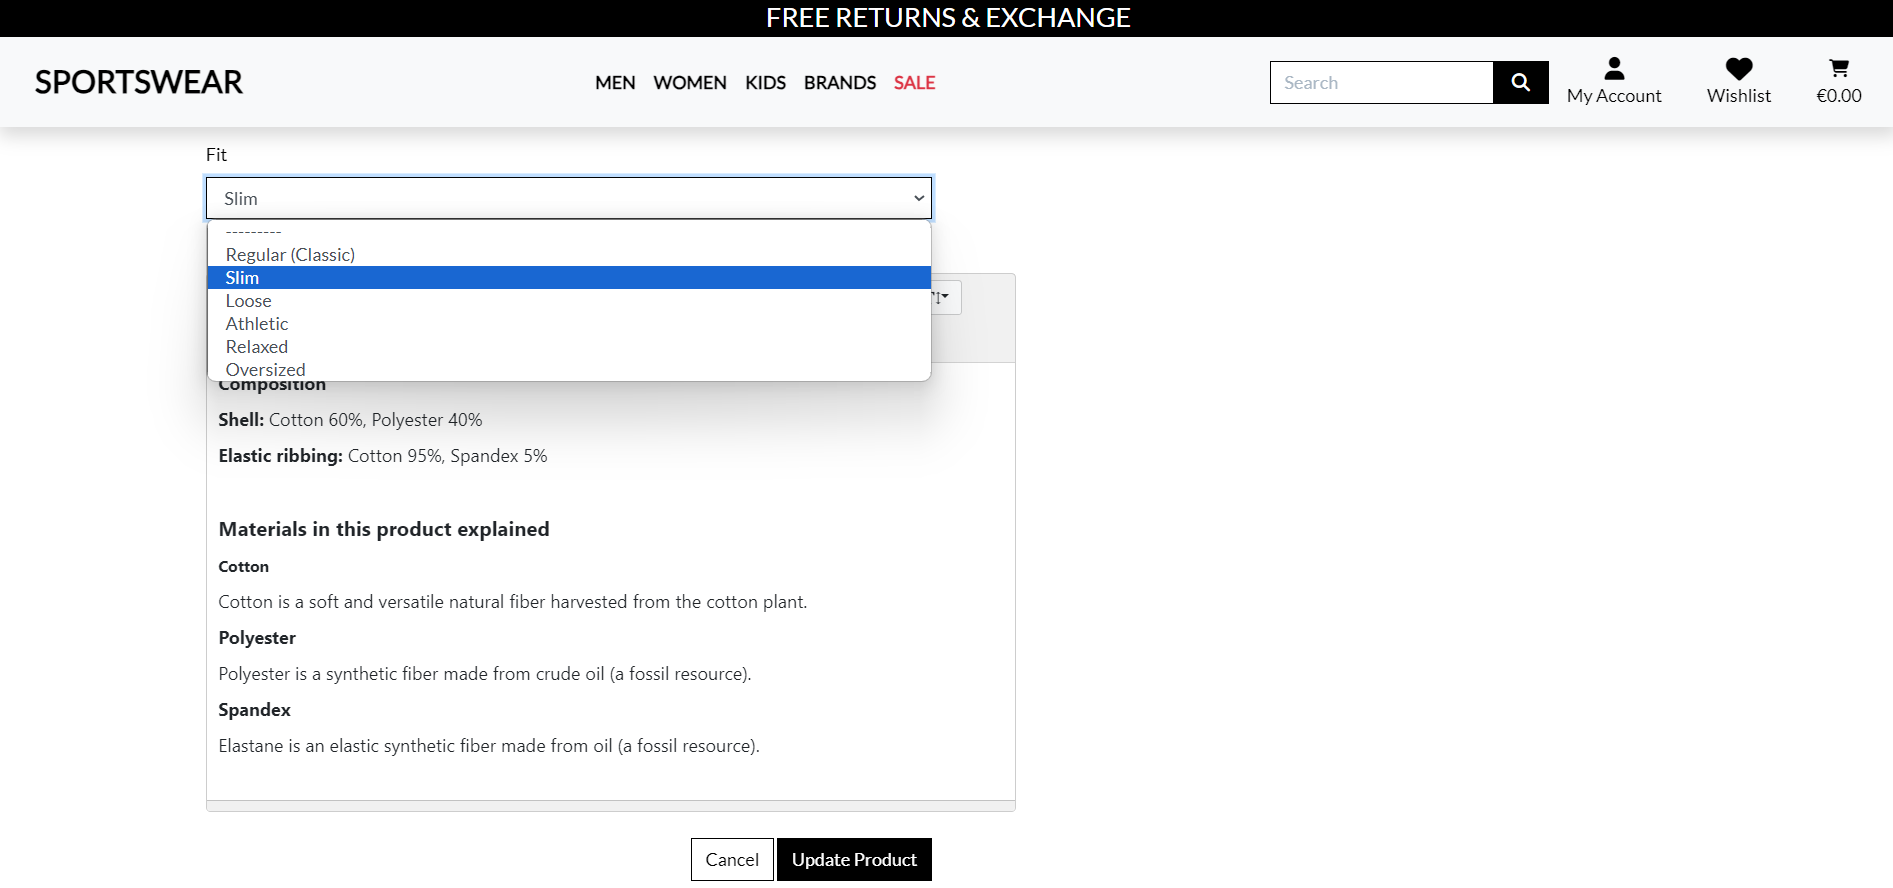 FREE RETURNS & EXCHANGE
SPORTSWEAR
MEN WOMEN KIDS BRANDS SALE
Search
My Account
Wishlist
€0.00
Fit
Slim
---------
Regular (Classic)
Slim
Loose
Athletic
Relaxed
Oversized
Composition
Shell: Cotton 60%, Polyester 40%
Elastic ribbing: Cotton 95%, Spandex 5%
Materials in this product explained
Cotton
Cotton is a soft and versatile natural fiber harvested from the cotton plant.
Polyester
Polyester is a synthetic fiber made from crude oil (a fossil resource).
Spandex
Elastane is an elastic synthetic fiber made from oil (a fossil resource).
Cancel
Update Product